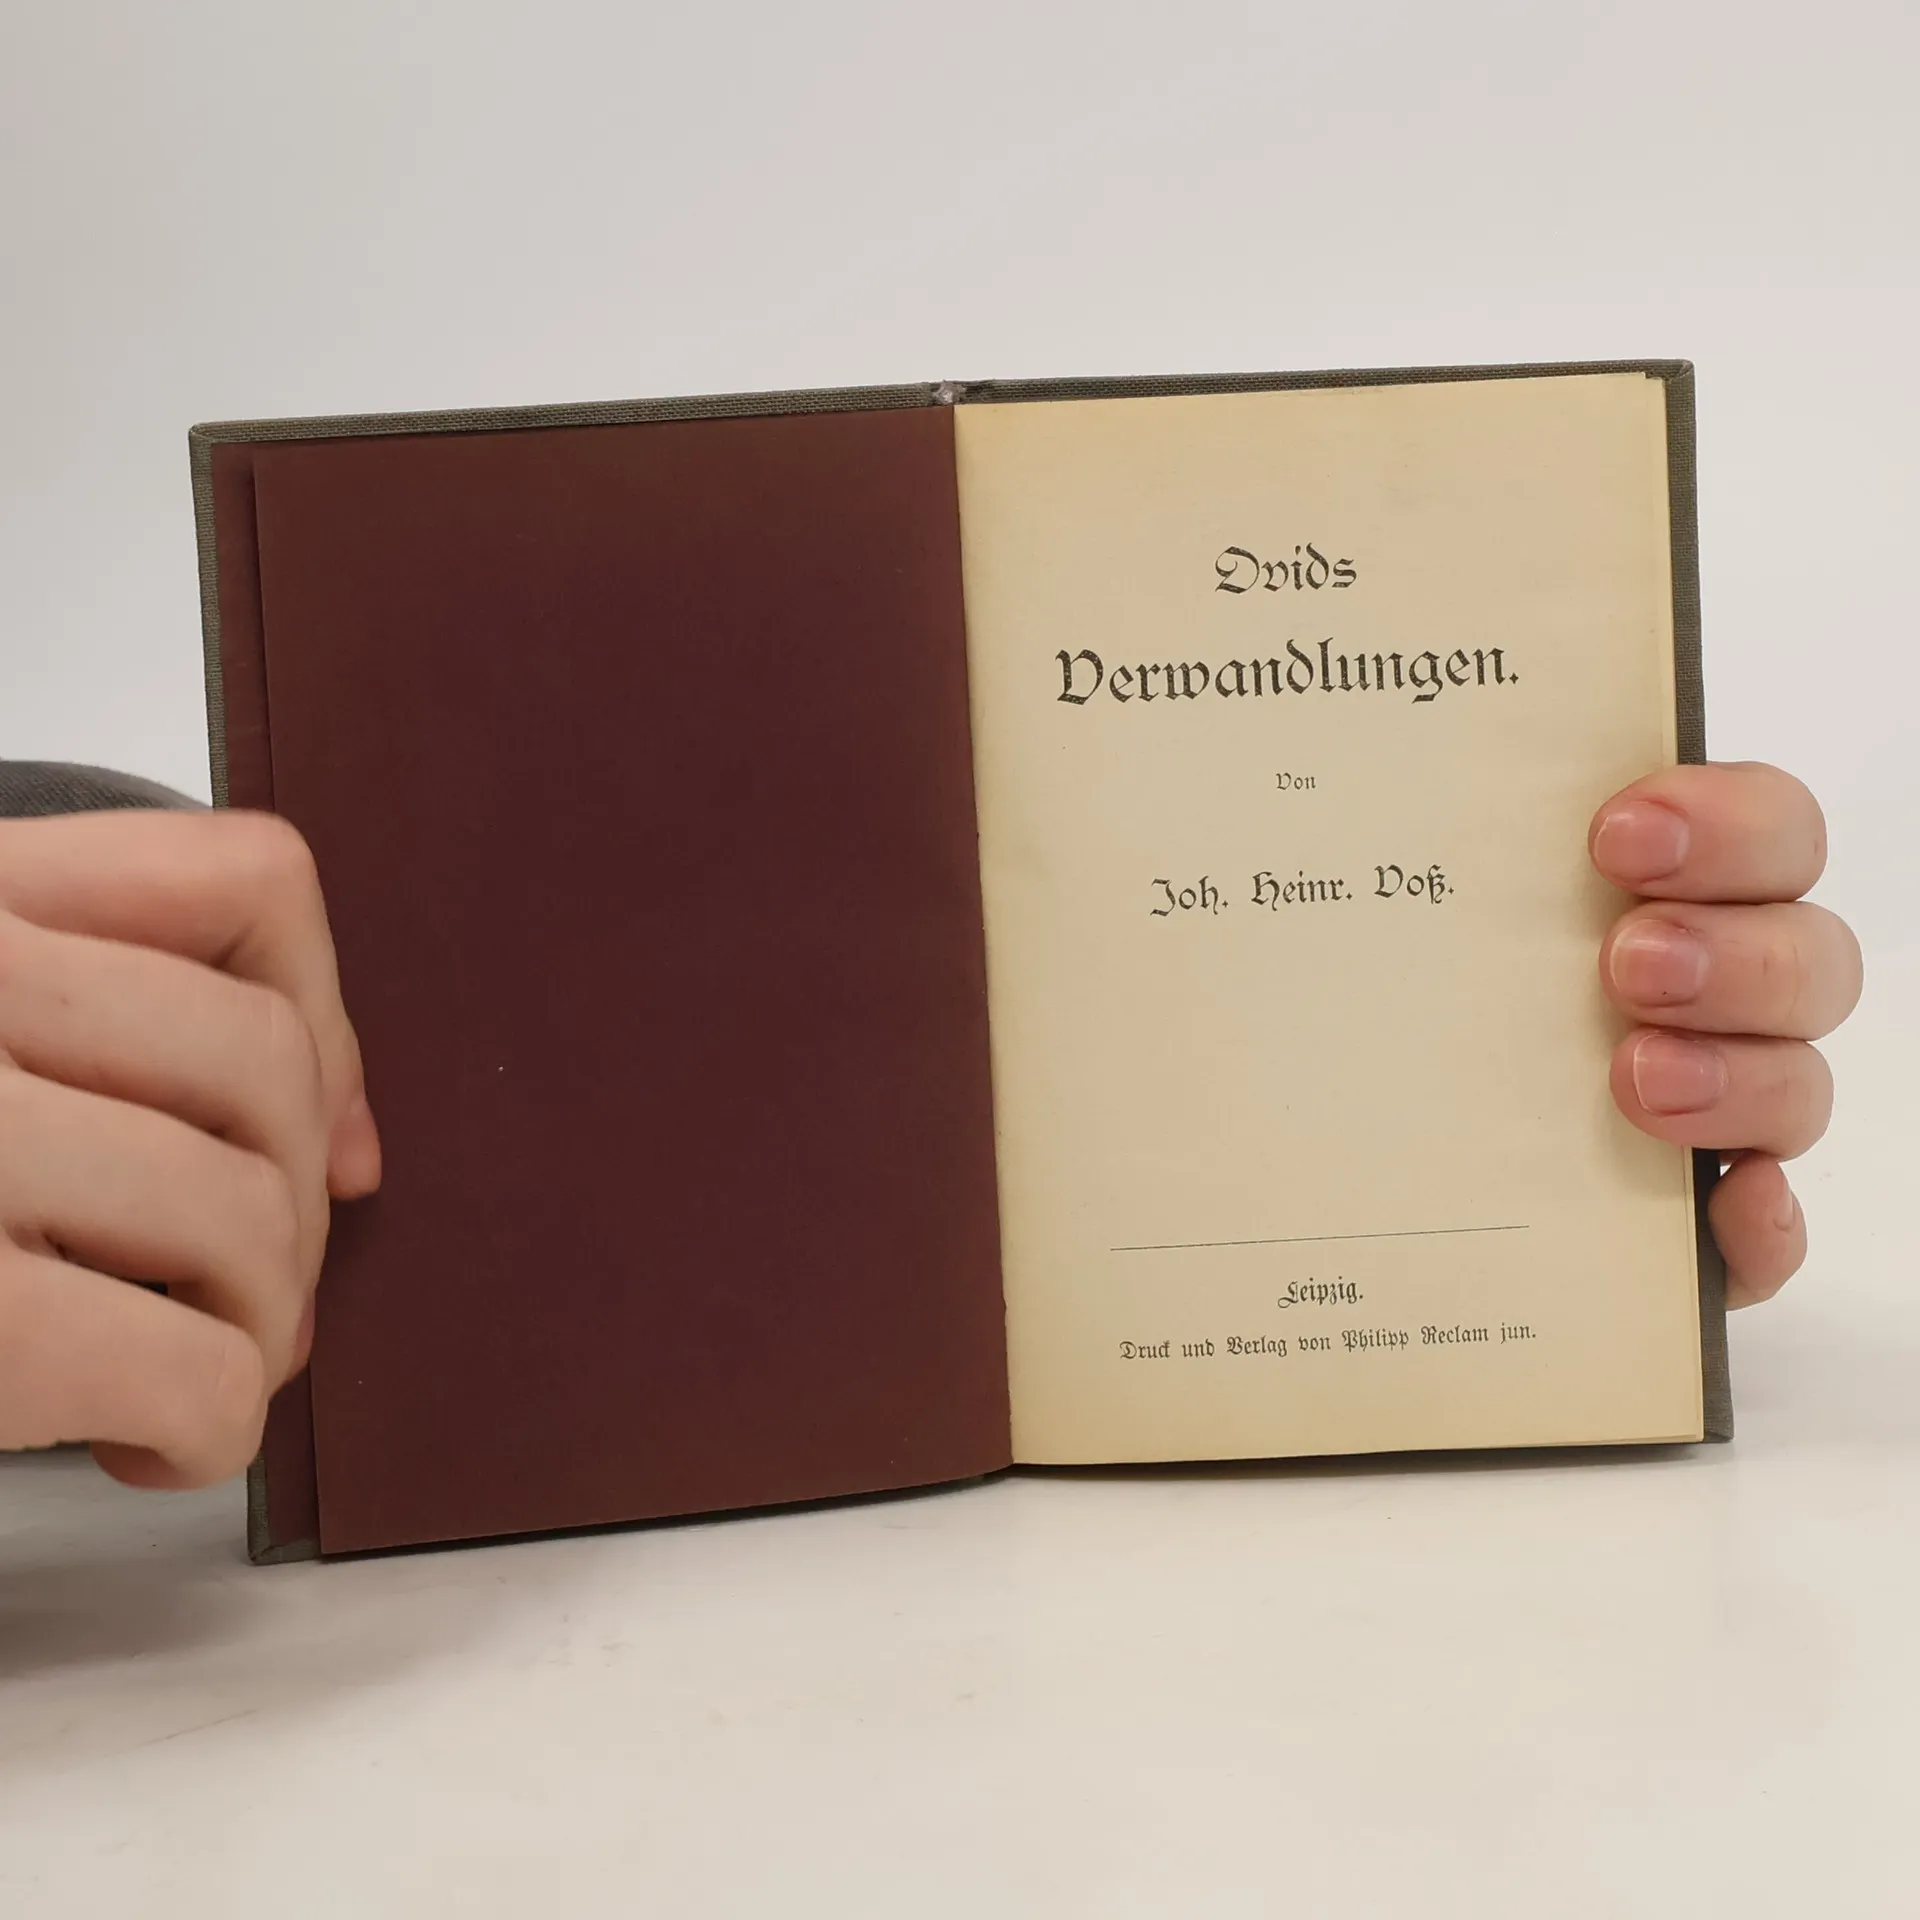 Ovids
Verwandlungen.
Von
Joh. Heinr. Voß.
Leipzig.
Druck und Verlag von Philipp Reclam jun.